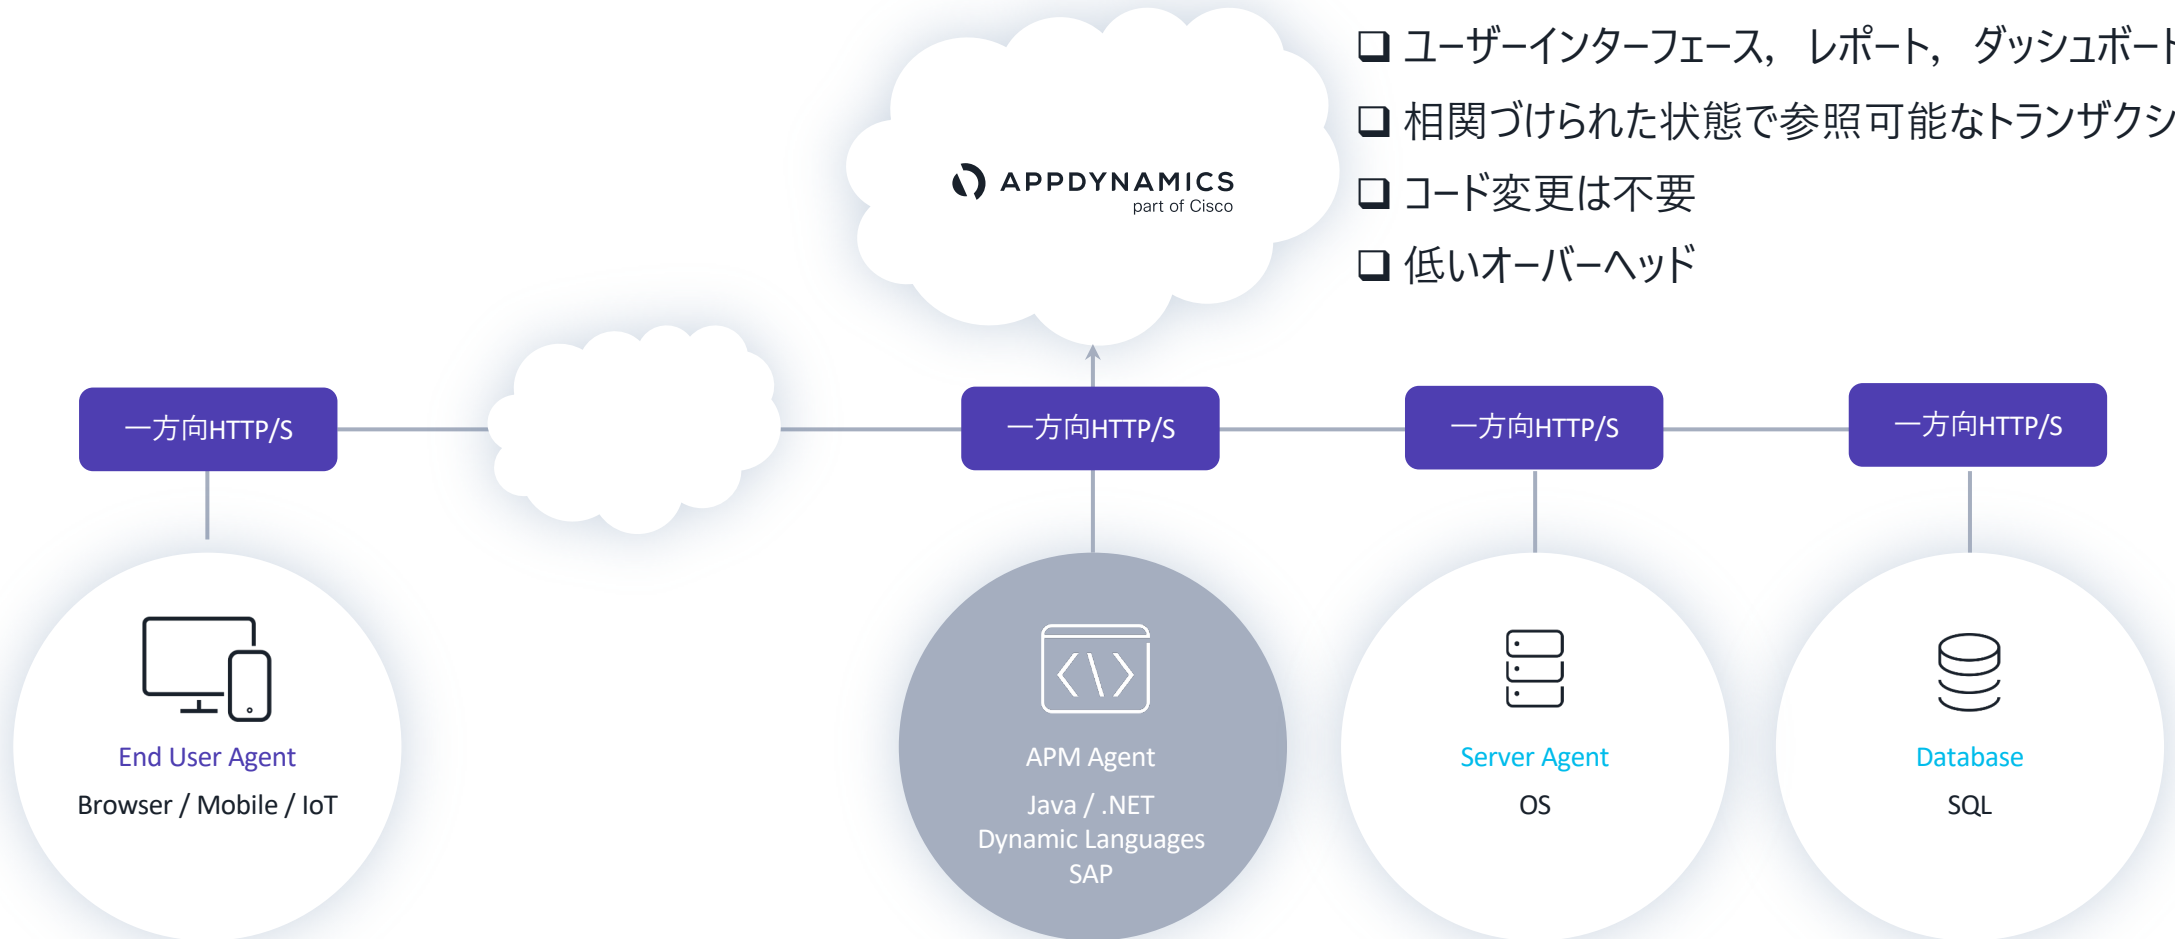 ❑ ユーザーインターフェース, レポート, ダッシュボード
❑ 相関づけられた状態で参照可能なトランザクシ
❑ コード変更は不要
❑ 低いオーバーヘッド
APPDYNAMICS
part of Cisco
一方向HTTP/S
一方向HTTP/S
一方向HTTP/S
一方向HTTP/S
End User Agent
Browser / Mobile / IoT
APM Agent
Java / .NET
Dynamic Languages
SAP
Server Agent
OS
Database
SQL